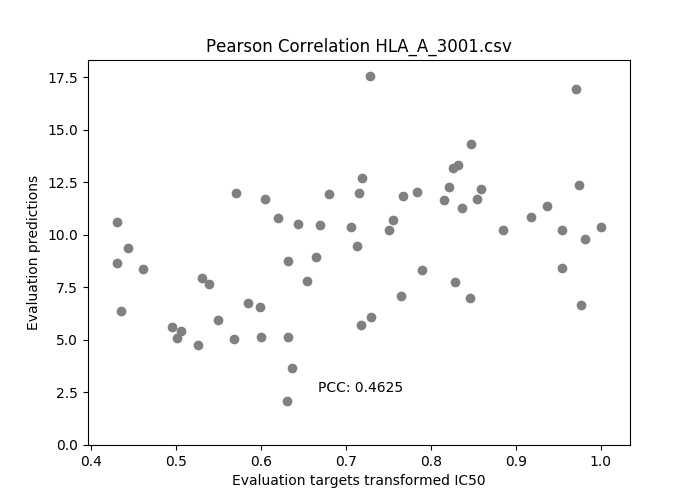 Pearson Correlation HLA_A_3001.csv
17.5
15.0
12.5
10.0
7.5
5.0
2.5
0.0
Evaluation predictions
PCC: 0.4625
0.4 0.5 0.6 0.7 0.8 0.9 1.0
Evaluation targets transformed IC50